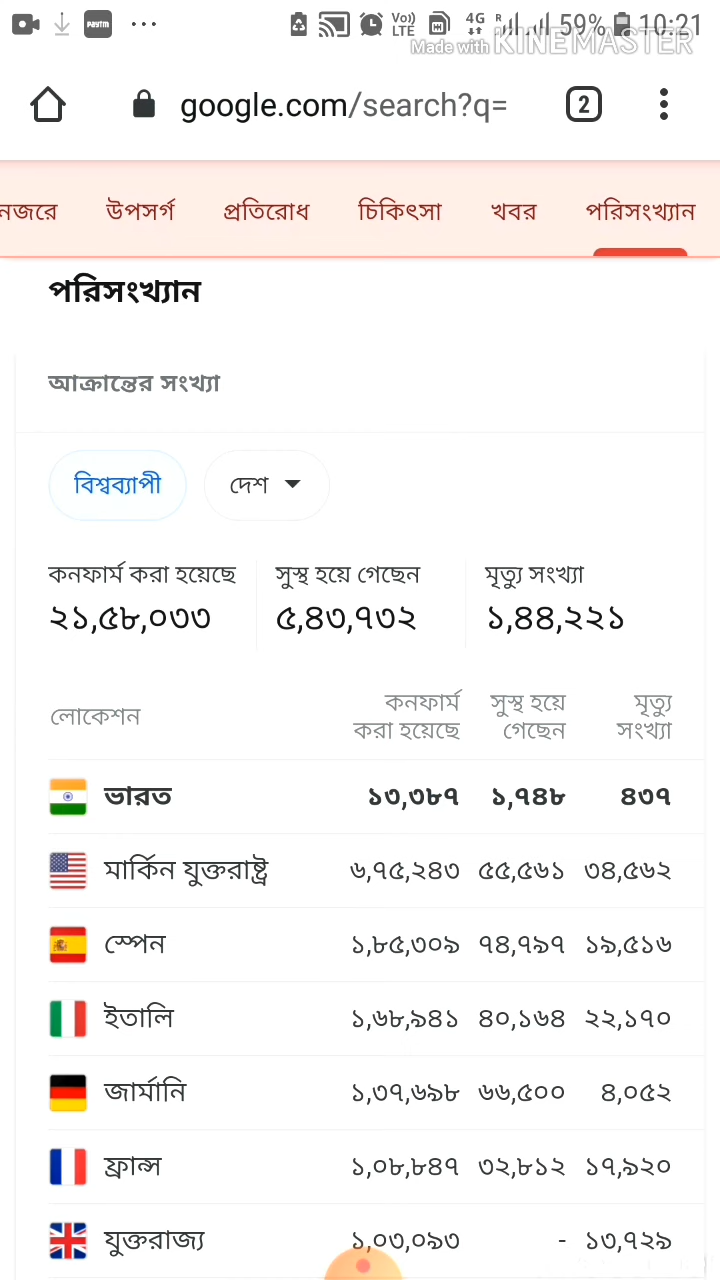 paytm ... Vo)) LTE 4G R 59% 10:21
Made with KINEMASTER
google.com/search?q= 2
নজরে উপসর্গ প্রতিরোধ চিকিৎসা খবর পরিসংখ্যান
পরিসংখ্যান
আক্রান্তের সংখ্যা
বিশ্বব্যাপী দেশ
কনফার্ম করা হয়েছে সুস্থ হয়ে গেছেন মৃত্যু সংখ্যা
২১,৫৮,০৩৩ ৫,৪৩,৭৩২ ১,৪৪,২২১
লোকেশন কনফার্ম করা হয়েছে সুস্থ হয়ে গেছেন মৃত্যু সংখ্যা
ভারত ১৩,৩৮৭ ১,৭৪৮ ৪৩৭
মার্কিন যুক্তরাষ্ট্র ৬,৭৫,২৪৩ ৫৫,৫৬১ ৩৪,৫৬২
স্পেন ১,৮৫,৩০৯ ৭৪,৭৯৭ ১৯,৫১৬
ইতালি ১,৬৮,৯৪১ ৪০,১৬৪ ২২,১৭০
জার্মানি ১,৩৭,৬৯৮ ৬৬,৫০০ ৪,০৫২
ফ্রান্স ১,০৮,৮৪৭ ৩২,৮১২ ১৭,৯২০
যুক্তরাজ্য ১,০৩,০৯৩ - ১৩,৭২৯